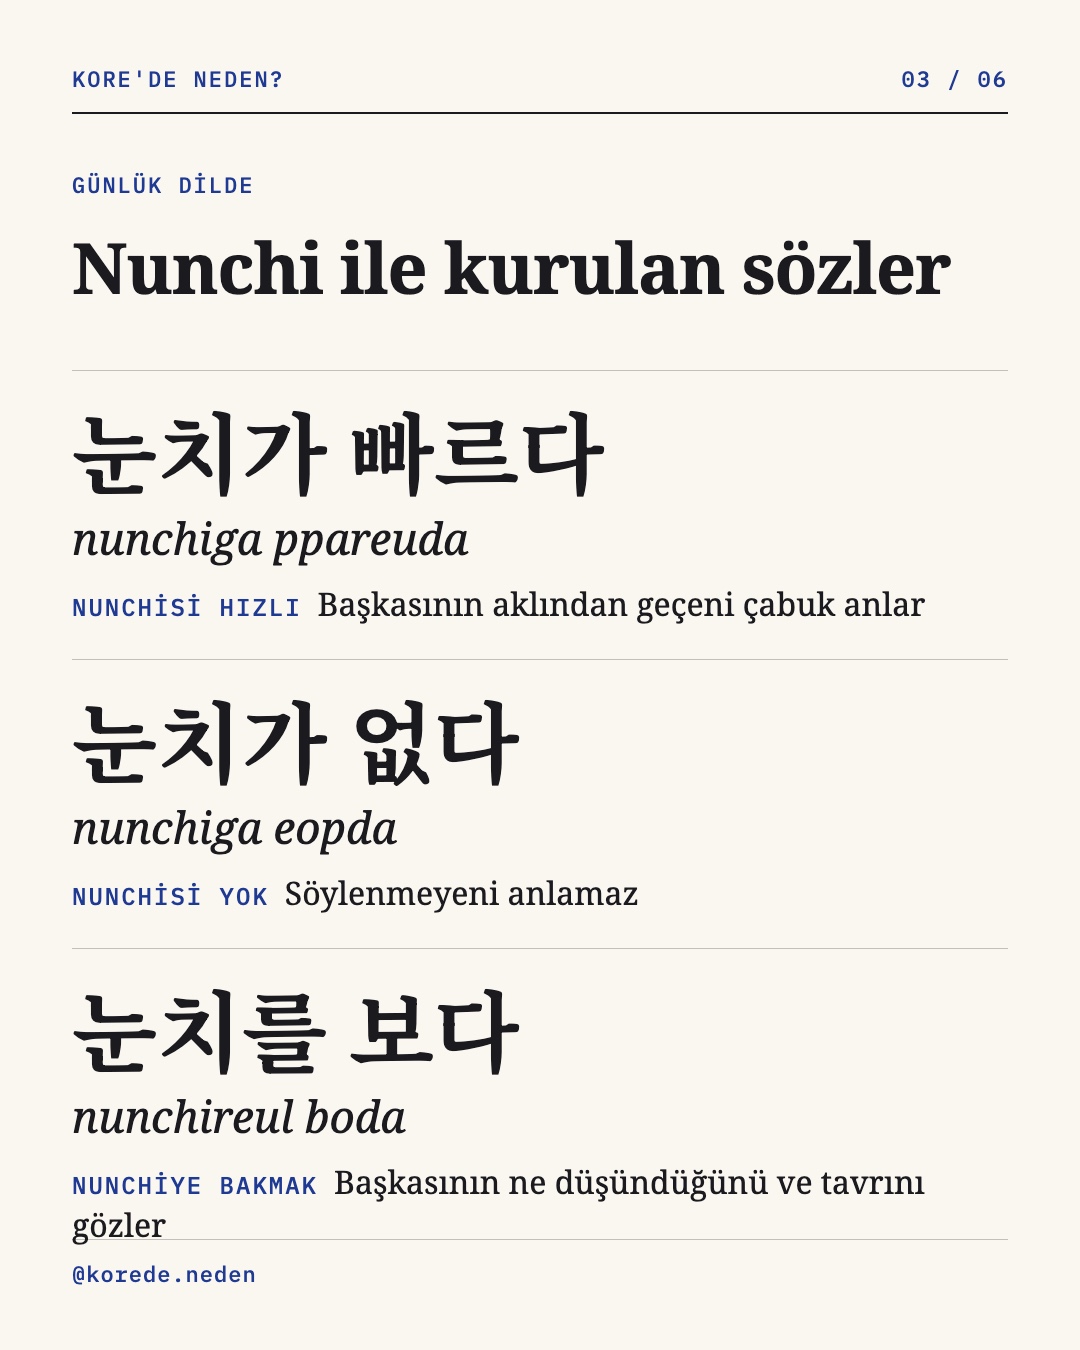 KORE'DE NEDEN?
03 / 06
GÜNLÜK DİLDE
Nunchi ile kurulan sözler
눈치가 빠르다
nunchiga ppareuda
NUNCHİSİ HIZLI Başkasının aklından geçeni çabuk anlar
눈치가 없다
nunchiga eopda
NUNCHİSİ YOK Söylenmeyeni anlamaz
눈치를 보다
nunchireul boda
NUNCHİYE BAKMAK Başkasının ne düşündüğünü ve tavrını
gözler
@korede.neden